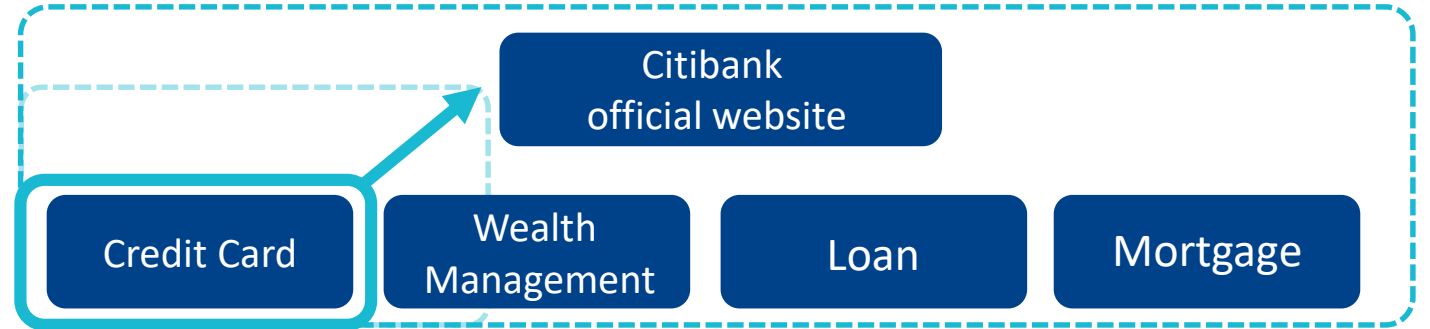 Citibank
official website
Credit Card
Wealth
Management
Loan
Mortgage